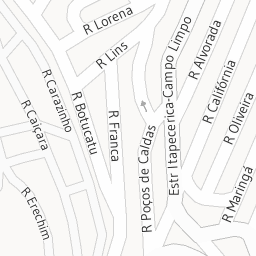 R Lorena
R Lins
R Carazinho
R Botucatu
R Caiçara
R Franca
R Erechim
R Poços de Caldas
Estr Itapecerica-Campo Limpo
R Alvorada
R Califórnia
R Oliveira
R Maringá